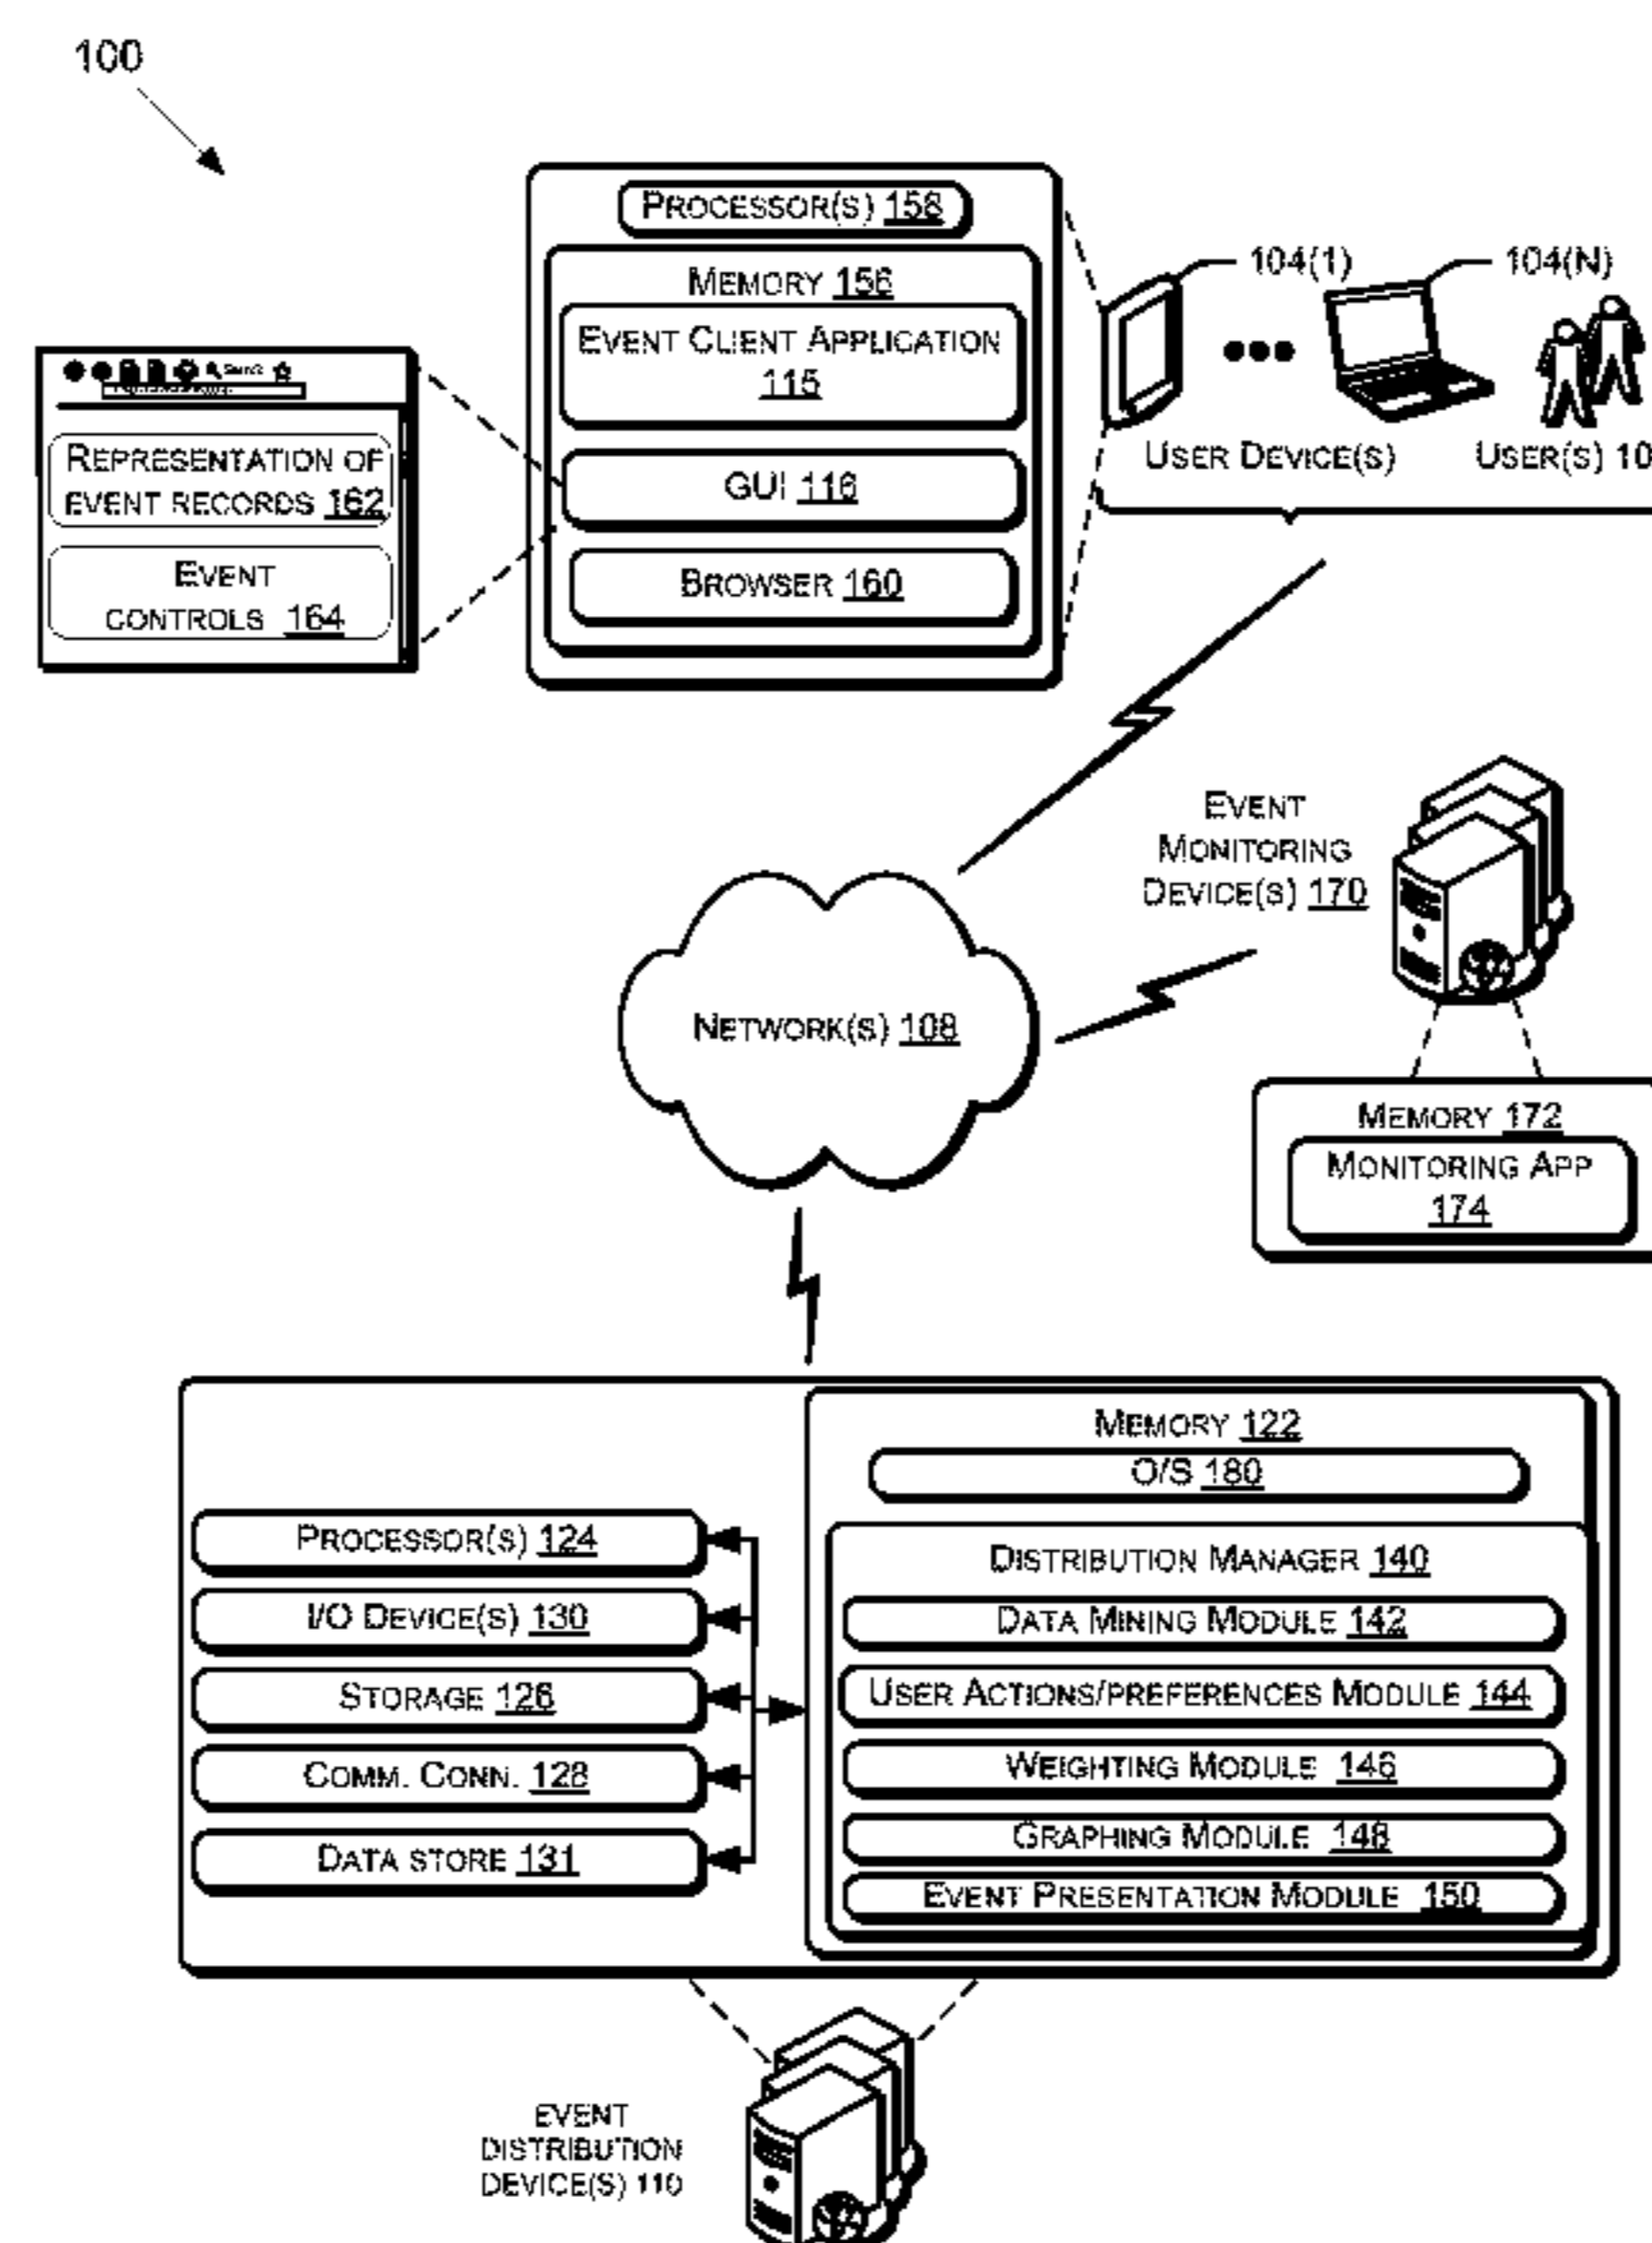 100
PROCESSOR(S) 158
MEMORY 156
EVENT CLIENT APPLICATION
115
GUI 116
BROWSER 160
REPRESENTATION OF
EVENT RECORDS 162
EVENT
CONTROLS 164
104(1)
104(N)
USER DEVICE(S)
USER(S) 10
EVENT
MONITORING
DEVICE(S) 170
NETWORK(S) 108
MEMORY 172
MONITORING APP
174
MEMORY 122
O/S 180
PROCESSOR(S) 124
I/O DEVICE(S) 130
STORAGE 126
COMM. CONN. 128
DATA STORE 131
DISTRIBUTION MANAGER 140
DATA MINING MODULE 142
USER ACTIONS/PREFERENCES MODULE 144
WEIGHTING MODULE 146
GRAPHING MODULE 148
EVENT PRESENTATION MODULE 150
EVENT
DISTRIBUTION
DEVICE(S) 110